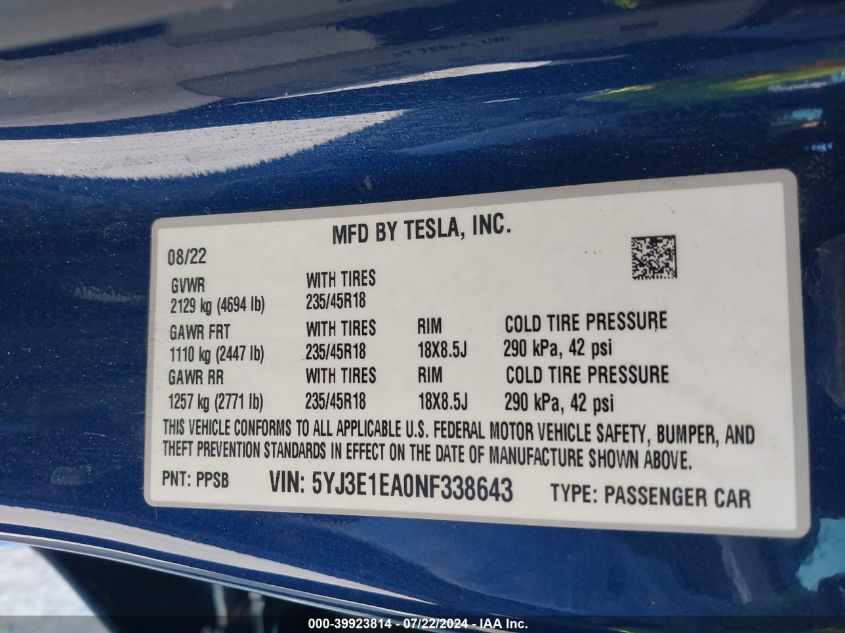 MFD BY TESLA, INC.
08/22
GVWR WITH TIRES
2129 kg (4694 lb) 235/45R18
GAWR FRT WITH TIRES RIM COLD TIRE PRESSURE
1110 kg (2447 lb) 235/45R18 18X8.5J 290 kPa, 42 psi
GAWR RR WITH TIRES RIM COLD TIRE PRESSURE
1257 kg (2771 lb) 235/45R18 18X8.5J 290 kPa, 42 psi
THIS VEHICLE CONFORMS TO ALL APPLICABLE U.S. FEDERAL MOTOR VEHICLE SAFETY, BUMPER, AND
THEFT PREVENTION STANDARDS IN EFFECT ON THE DATE OF MANUFACTURE SHOWN ABOVE.
PNT: PPSB VIN: 5YJ3E1EA0NF338643 TYPE: PASSENGER CAR
000-39923814 - 07/22/2024 - IAA Inc.